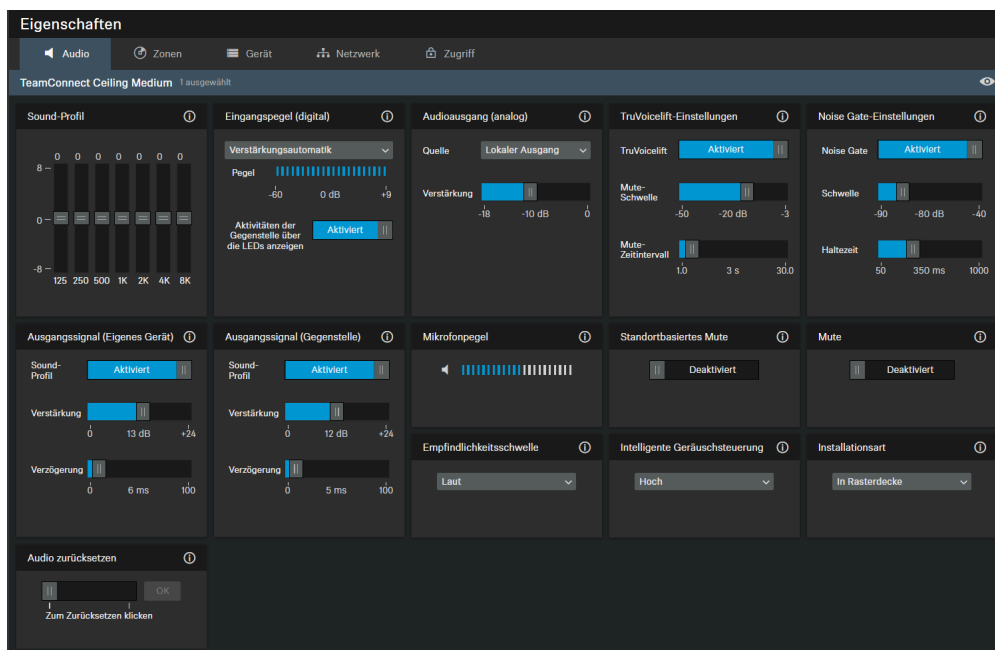 Eigenschaften
Audio Zonen Gerät Netzwerk Zugriff
TeamConnect Ceiling Medium 1 ausgewählt
Sound-Profil
0 0 0 0 0 0 0
8
0
-8
125 250 500 1K 2K 4K 8K
Eingangspegel (digital)
Verstärkungsautomatik
Pegel
-60 0 dB +9
Aktivitäten der
Gegenstelle über
die LEDs anzeigen
Aktiviert
Audioausgang (analog)
Quelle Lokaler Ausgang
Verstärkung
-18 -10 dB 0
TruVoicelift-Einstellungen
TruVoicelift Aktiviert
Mute-
Schwelle
-50 -20 dB -3
Mute-
Zeitintervall
1.0 3 s 30.0
Noise Gate-Einstellungen
Noise Gate Aktiviert
Schwelle
-90 -80 dB -40
Haltezeit
50 350 ms 1000
Ausgangssignal (Eigenes Gerät)
Sound-
Profil
Aktiviert
Verstärkung
0 13 dB +24
Verzögerung
0 6 ms 100
Ausgangssignal (Gegenstelle)
Sound-
Profil
Aktiviert
Verstärkung
0 12 dB +24
Verzögerung
0 5 ms 100
Mikrofonpegel
Standortbasiertes Mute
Deaktiviert
Mute
Deaktiviert
Empfindlichkeitsschwelle
Laut
Intelligente Geräuschsteuerung
Hoch
Installationsart
In Rasterdecke
Audio zurücksetzen
OK
Zum Zurücksetzen klicken